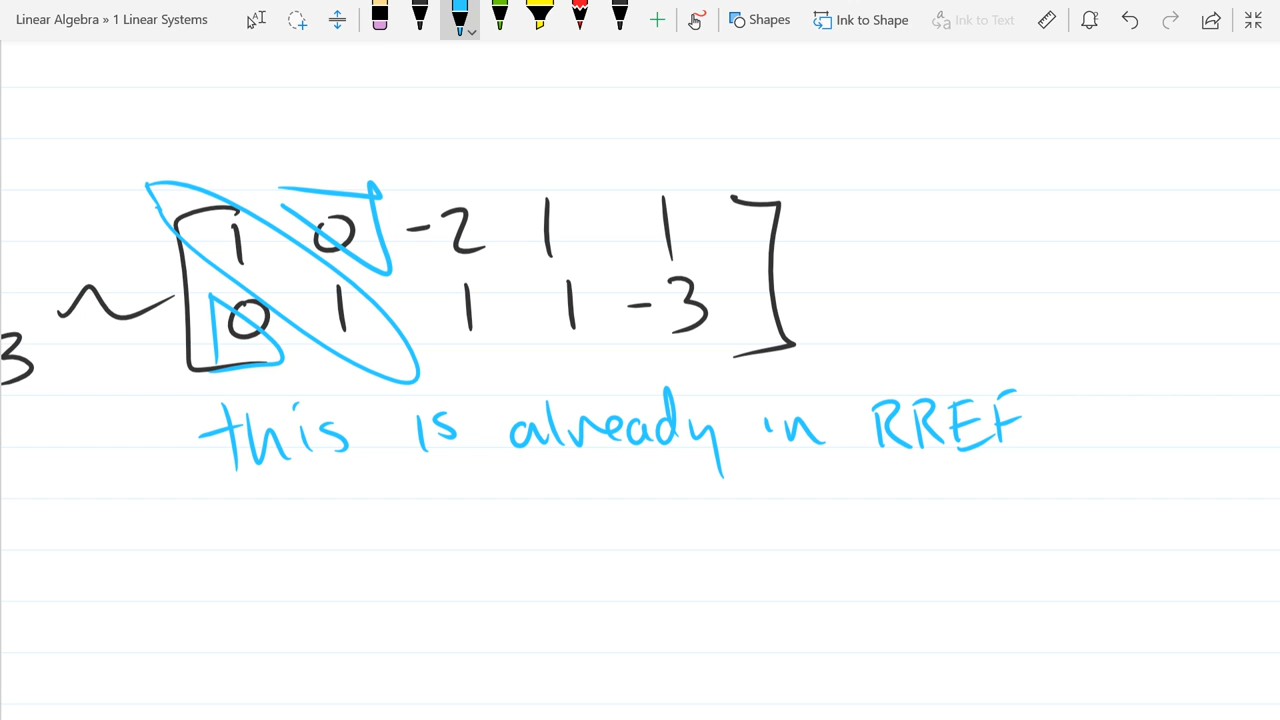 Linear Algebra » 1 Linear Systems
Shapes
Ink to Shape
Ink to Text
1 0 -2 1 1
~ 0 1 1 1 -3
3
this is already in RREF